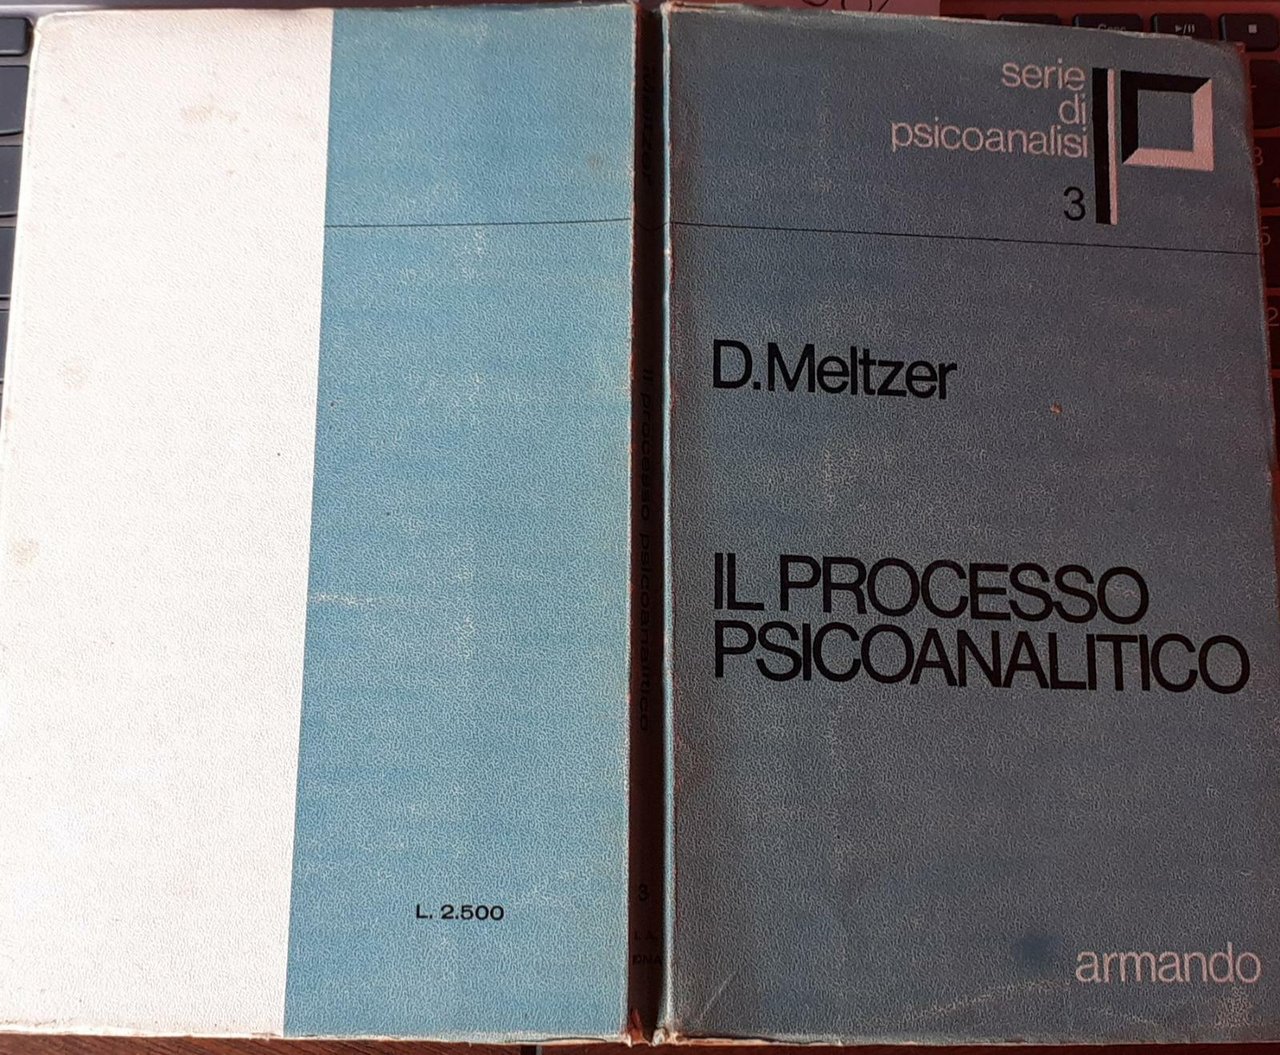 serie
di
psicoanalisi
3
D.Meltzer
IL PROCESSO
PSICOANALITICO
armando
Meltzer
il processo psicoanalitico
3
L. 2.500